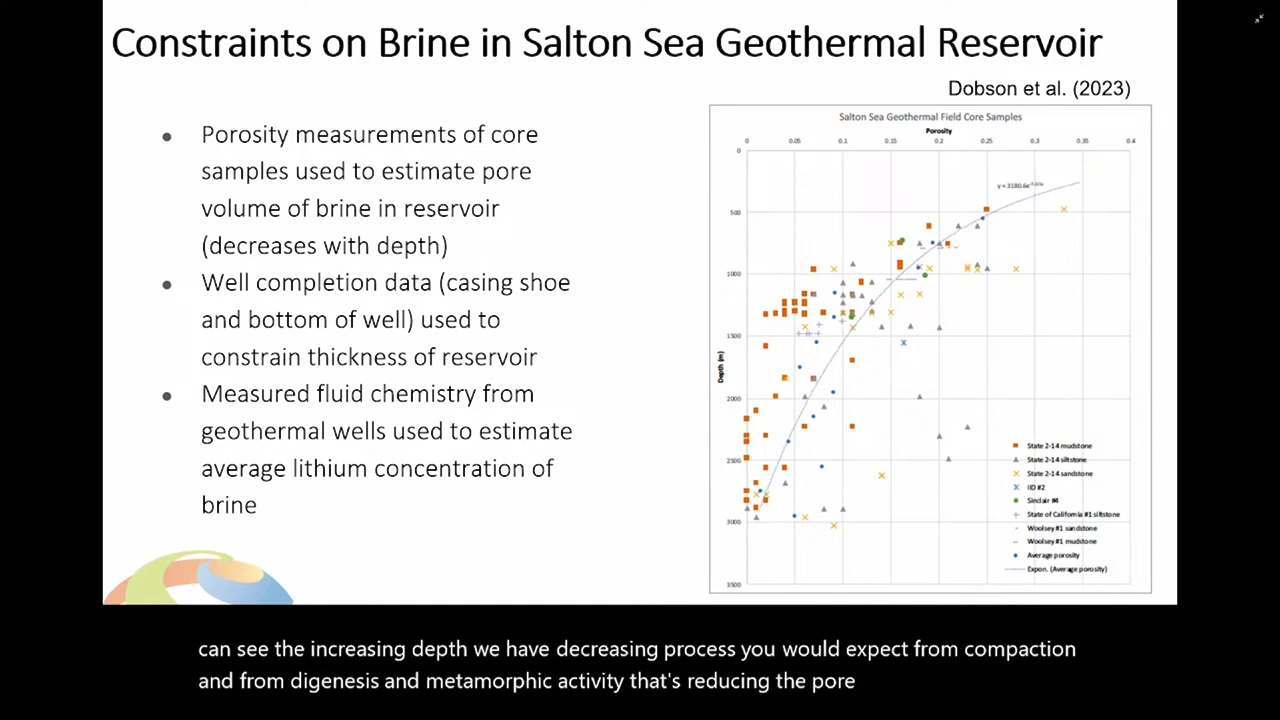 Constraints on Brine in Salton Sea Geothermal Reservoir
Dobson et al. (2023)
● Porosity measurements of core
samples used to estimate pore
volume of brine in reservoir
(decreases with depth)
● Well completion data (casing shoe
and bottom of well) used to
constrain thickness of reservoir
● Measured fluid chemistry from
geothermal wells used to estimate
average lithium concentration of
brine
Salton Sea Geothermal Field Core Samples
Porosity
0 0.05 0.1 0.15 0.2 0.25 0.3 0.35 0.4
0
500
1000
1500
2000
2500
3000
3500
Depth (m)
State 2-14 mudstone
State 2-14 siltstone
State 2-14 sandstone
IID #2
Sinclair #4
State of California #1 siltstone
Woolsey #1 sandstone
Woolsey #1 mudstone
Average porosity
Expon. (Average porosity)
can see the increasing depth we have decreasing process you would expect from compaction
and from digenesis and metamorphic activity that's reducing the pore